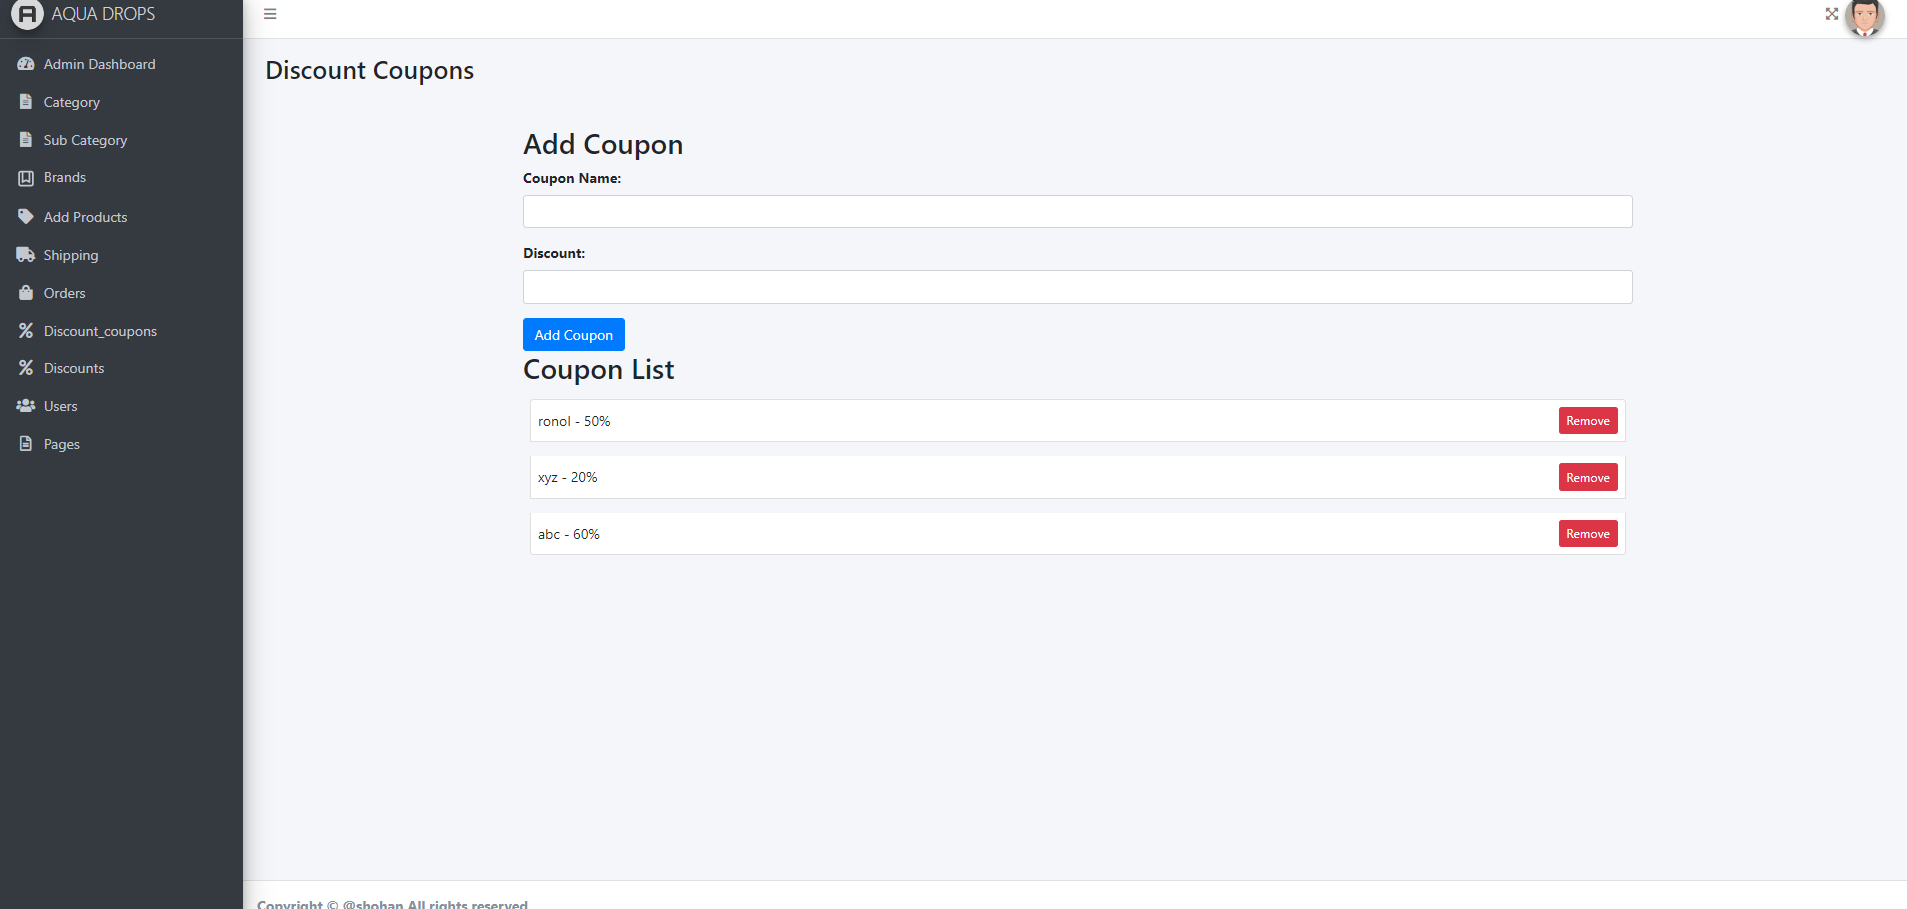 AQUA DROPS
Admin Dashboard
Category
Sub Category
Brands
Add Products
Shipping
Orders
Discount_coupons
Discounts
Users
Pages
Discount Coupons
Add Coupon
Coupon Name:
Discount:
Add Coupon
Coupon List
ronol - 50%
Remove
xyz - 20%
Remove
abc - 60%
Remove
Copyright © @shohan All rights reserved